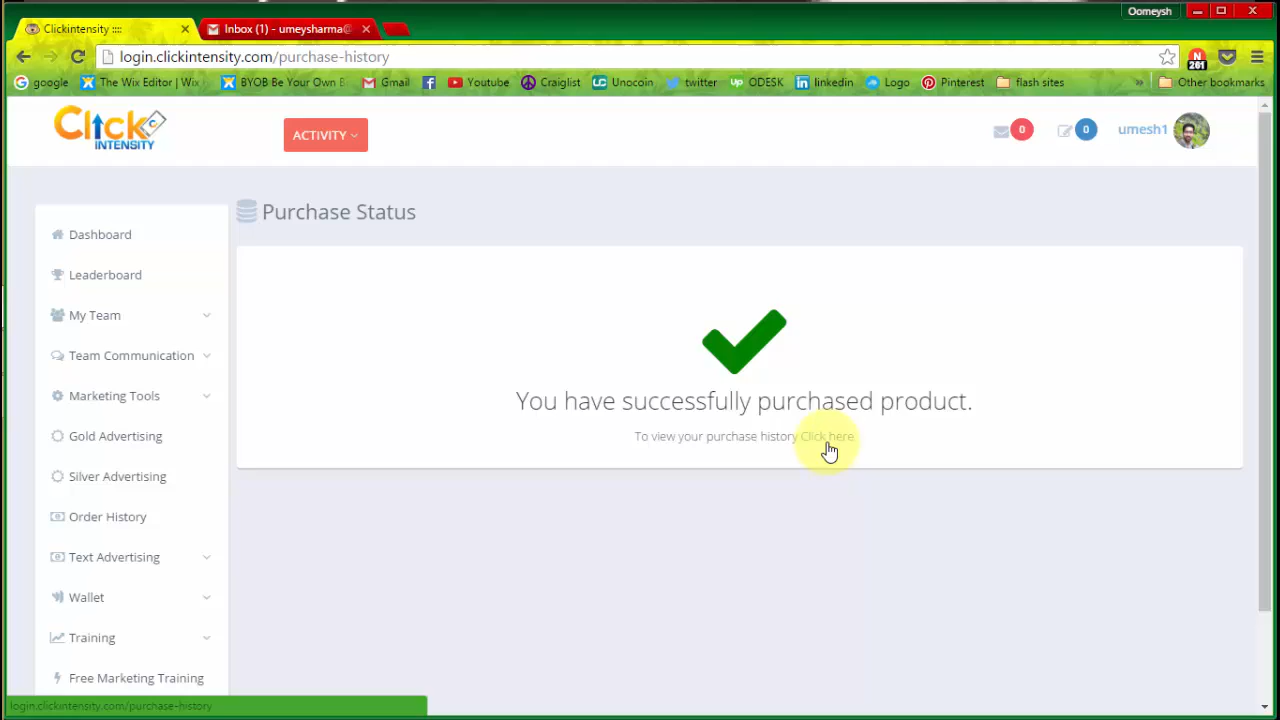 Oomeysh
Clickintensity ::::
Inbox (1) - umeysharma@
login.clickintensity.com/purchase-history
google
The Wix Editor | Wix
BYOB Be Your Own
Gmail
Youtube
Craiglist
Unocoin
twitter
ODESK
linkedin
Logo
Pinterest
flash sites
»
Other bookmarks
N
261
Click
INTENSITY
ACTIVITY
0
0
umesh1
Purchase Status
Dashboard
Leaderboard
My Team
Team Communication
Marketing Tools
Gold Advertising
Silver Advertising
Order History
Text Advertising
Wallet
Training
Free Marketing Training
You have successfully purchased product.
To view your purchase history Click here
login.clickintensity.com/purchase-history